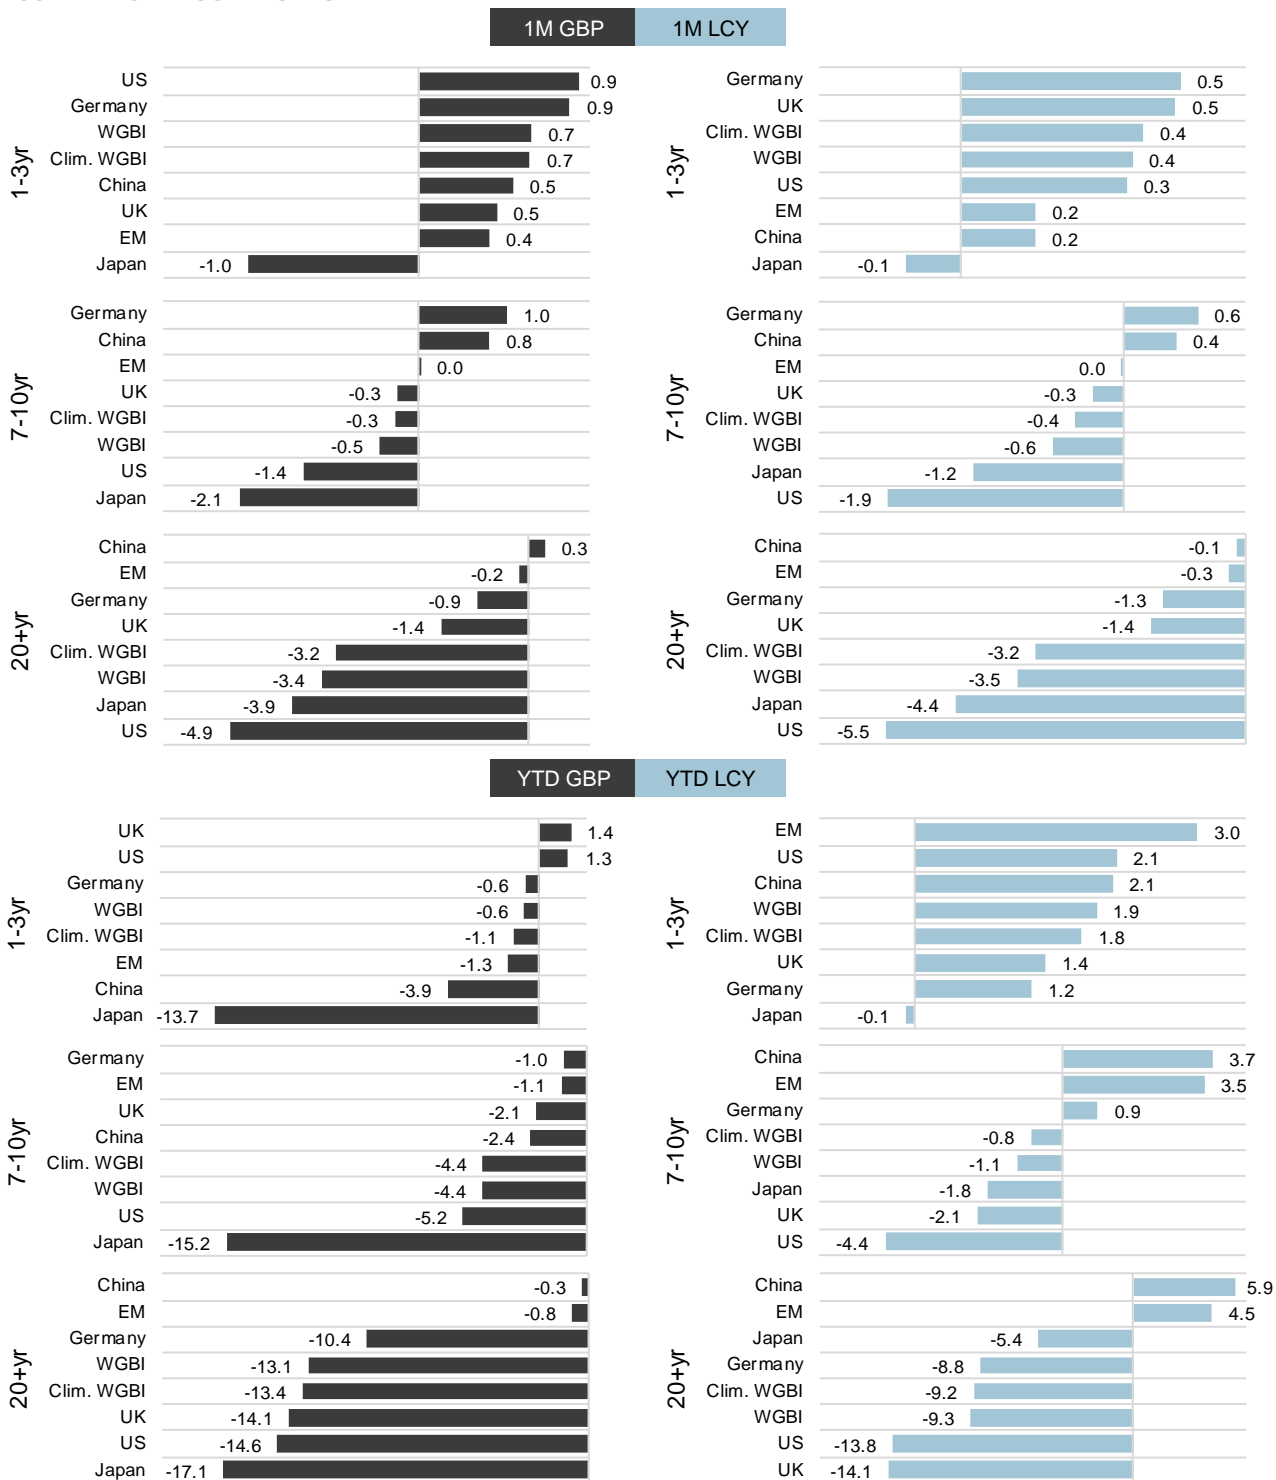 1M GBP 1M LCY
1-3yr
US 0.9
Germany 0.9
WGBI 0.7
Clim. WGBI 0.7
China 0.5
UK 0.5
EM 0.4
Japan -1.0
1-3yr
Germany 0.5
UK 0.5
Clim. WGBI 0.4
WGBI 0.4
US 0.3
EM 0.2
China 0.2
Japan -0.1
7-10yr
Germany 1.0
China 0.8
EM 0.0
UK -0.3
Clim. WGBI -0.3
WGBI -0.5
US -1.4
Japan -2.1
7-10yr
Germany 0.6
China 0.4
EM 0.0
UK -0.3
Clim. WGBI -0.4
WGBI -0.6
Japan -1.2
US -1.9
20+yr
China 0.3
EM -0.2
Germany -0.9
UK -1.4
Clim. WGBI -3.2
WGBI -3.4
Japan -3.9
US -4.9
20+yr
China -0.1
EM -0.3
Germany -1.3
UK -1.4
Clim. WGBI -3.2
WGBI -3.5
Japan -4.4
US -5.5
YTD GBP YTD LCY
1-3yr
UK 1.4
US 1.3
Germany -0.6
WGBI -0.6
Clim. WGBI -1.1
EM -1.3
China -3.9
Japan -13.7
1-3yr
EM 3.0
US 2.1
China 2.1
WGBI 1.9
Clim. WGBI 1.8
UK 1.4
Germany 1.2
Japan -0.1
7-10yr
Germany -1.0
EM -1.1
UK -2.1
China -2.4
Clim. WGBI -4.4
WGBI -4.4
US -5.2
Japan -15.2
7-10yr
China 3.7
EM 3.5
Germany 0.9
Clim. WGBI -0.8
WGBI -1.1
Japan -1.8
UK -2.1
US -4.4
20+yr
China -0.3
EM -0.8
Germany -10.4
WGBI -13.1
Clim. WGBI -13.4
UK -14.1
US -14.6
Japan -17.1
20+yr
China 5.9
EM 4.5
Japan -5.4
Germany -8.8
Clim. WGBI -9.2
WGBI -9.3
US -13.8
UK -14.1